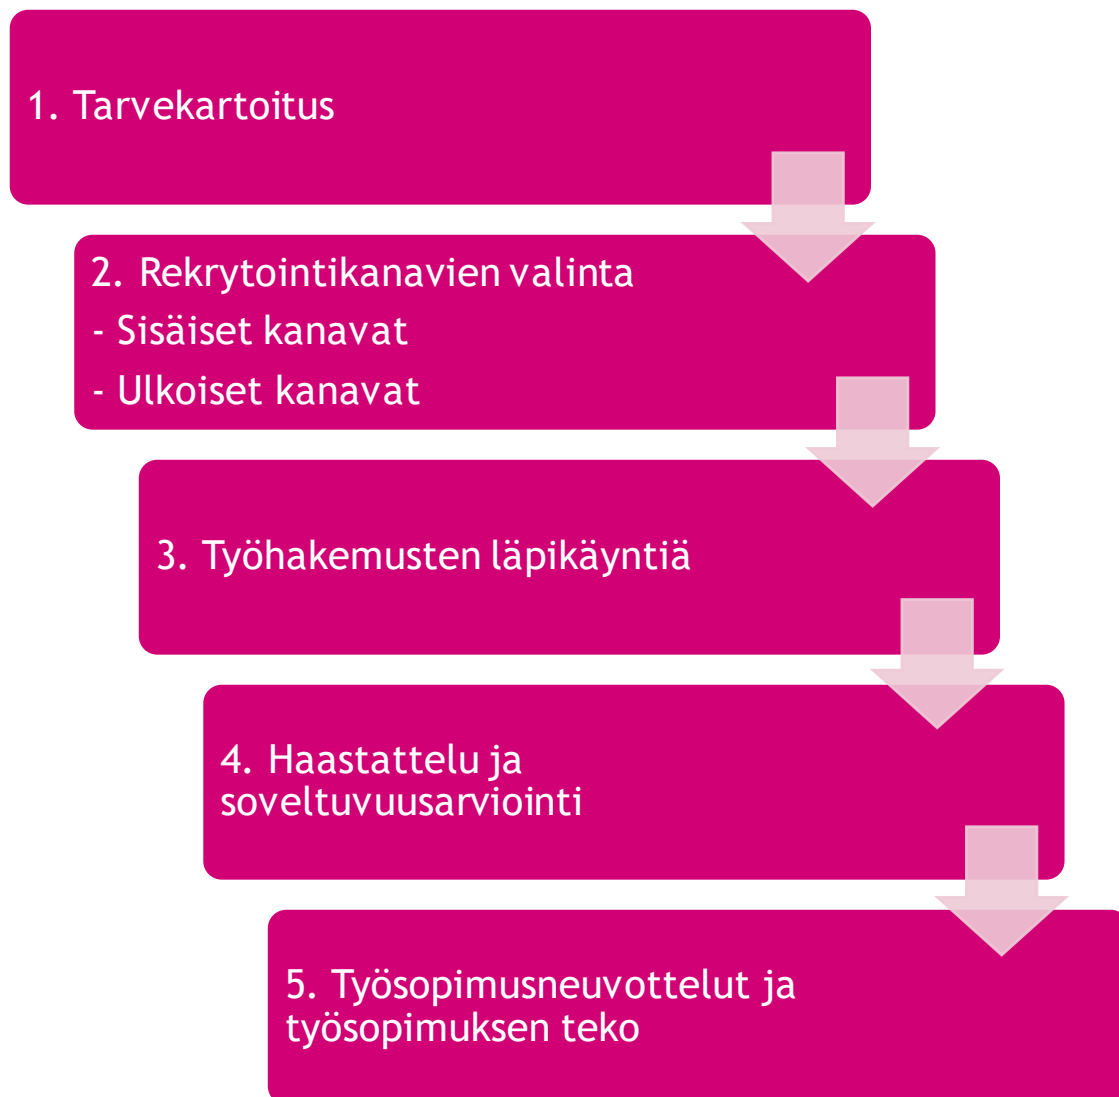 1. Tarvekartoitus
2. Rekrytointikanavien valinta
- Sisäiset kanavat
- Ulkoiset kanavat
3. Työhakemusten läpikäyntiä
4. Haastattelu ja
soveltuvuusarviointi
5. Työsopimusneuvottelut ja
työsopimuksen teko